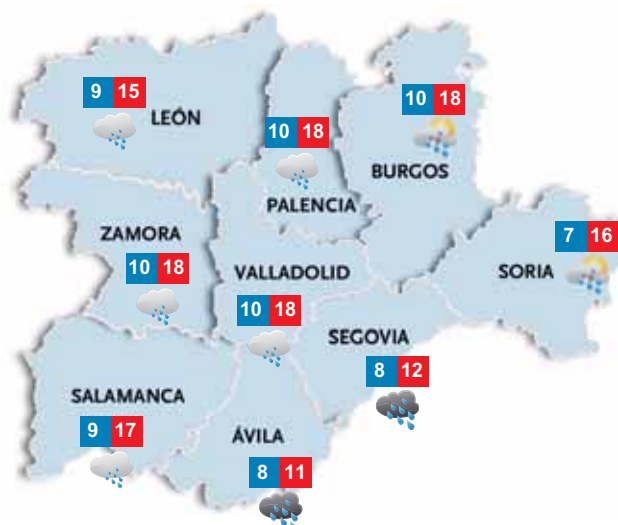 9 15
LEÓN
10 18
PALENCIA
10 18
BURGOS
ZAMORA
10 18
VALLADOLID
10 18
7 16
SORIA
SEGOVIA
8 12
SALAMANCA
9 17
ÁVILA
8 11